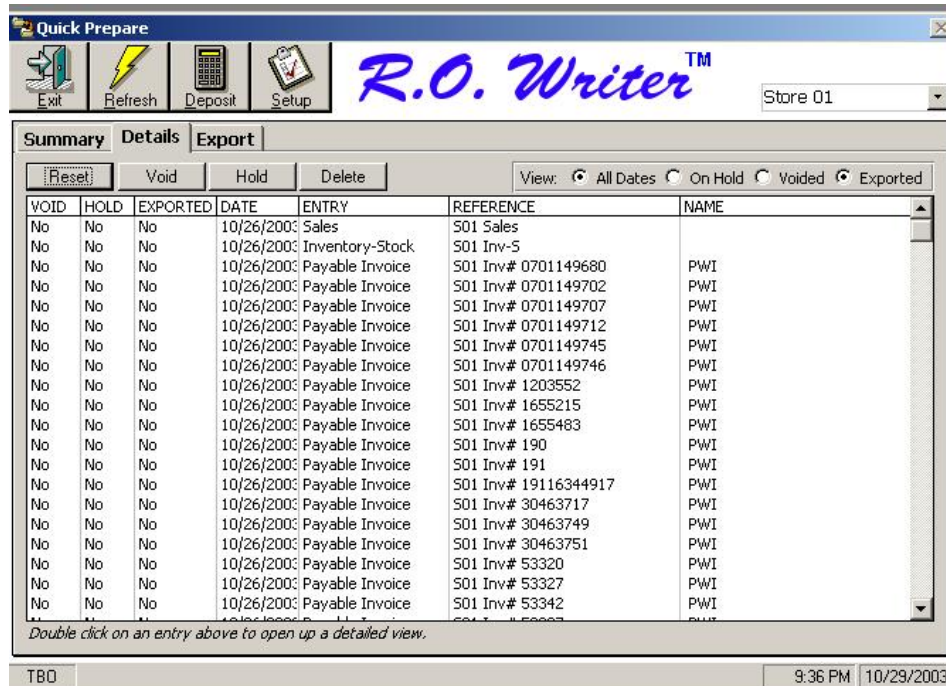 Quick Prepare
Exit Refresh Deposit Setup R.O. Writer™ Store 01
Summary Details Export
Reset Void Hold Delete View: All Dates On Hold Voided Exported
VOID HOLD EXPORTED DATE ENTRY REFERENCE NAME
No No No 10/26/2003 Sales S01 Sales
No No No 10/26/2003 Inventory-Stock S01 Inv-S
No No No 10/26/2003 Payable Invoice S01 Inv# 0701149680 PWI
No No No 10/26/2003 Payable Invoice S01 Inv# 0701149702 PWI
No No No 10/26/2003 Payable Invoice S01 Inv# 0701149707 PWI
No No No 10/26/2003 Payable Invoice S01 Inv# 0701149712 PWI
No No No 10/26/2003 Payable Invoice S01 Inv# 0701149745 PWI
No No No 10/26/2003 Payable Invoice S01 Inv# 0701149746 PWI
No No No 10/26/2003 Payable Invoice S01 Inv# 1203552 PWI
No No No 10/26/2003 Payable Invoice S01 Inv# 1655215 PWI
No No No 10/26/2003 Payable Invoice S01 Inv# 1655483 PWI
No No No 10/26/2003 Payable Invoice S01 Inv# 190 PWI
No No No 10/26/2003 Payable Invoice S01 Inv# 191 PWI
No No No 10/26/2003 Payable Invoice S01 Inv# 19116344917 PWI
No No No 10/26/2003 Payable Invoice S01 Inv# 30463717 PWI
No No No 10/26/2003 Payable Invoice S01 Inv# 30463749 PWI
No No No 10/26/2003 Payable Invoice S01 Inv# 30463751 PWI
No No No 10/26/2003 Payable Invoice S01 Inv# 53320 PWI
No No No 10/26/2003 Payable Invoice S01 Inv# 53327 PWI
No No No 10/26/2003 Payable Invoice S01 Inv# 53342 PWI
Double click on an entry above to open up a detailed view.
TBO 9:36 PM 10/29/2003